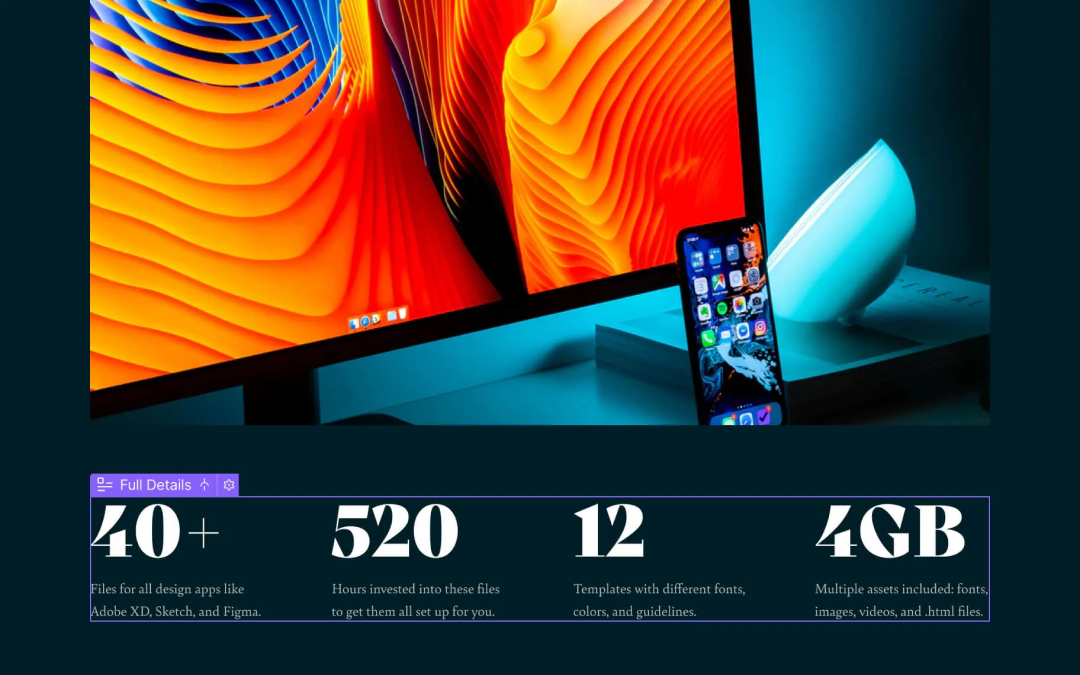 EREAL
Full Details
40+
Files for all design apps like
Adobe XD, Sketch, and Figma.
520
Hours invested into these files
to get them all set up for you.
12
Templates with different fonts,
colors, and guidelines.
4GB
Multiple assets included: fonts,
images, videos, and .html files.